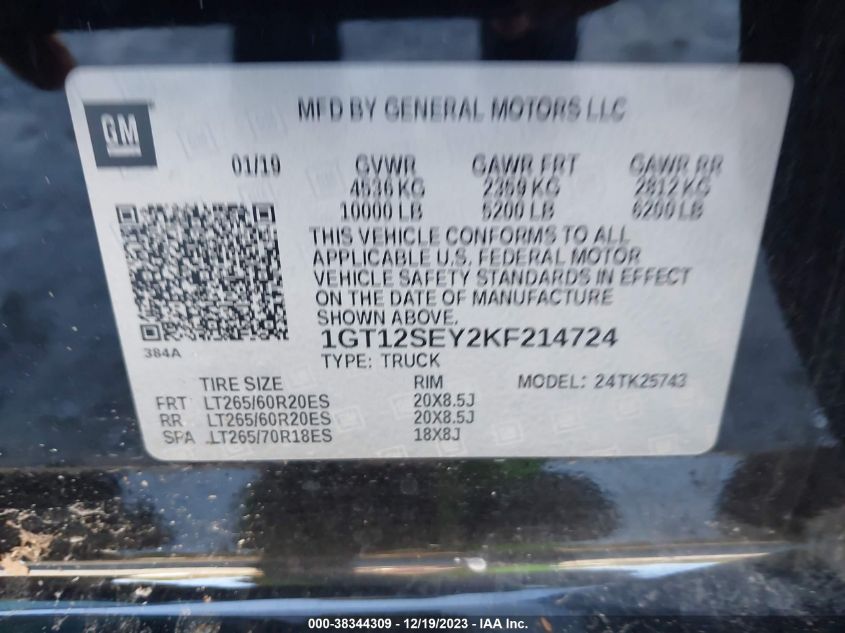 GM
MFD BY GENERAL MOTORS LLC
01/19 GVWR GAWR FRT GAWR RR
4536 KG 2359 KG 2812 KG
10000 LB 5200 LB 6200 LB
THIS VEHICLE CONFORMS TO ALL
APPLICABLE U.S. FEDERAL MOTOR
VEHICLE SAFETY STANDARDS IN EFFECT
ON THE DATE OF MANUFACTURE
SHOWN ABOVE.
1GT12SEY2KF214724
384A
TYPE: TRUCK
TIRE SIZE RIM MODEL: 24TK25743
FRT LT265/60R20ES 20X8.5J
RR LT265/60R20ES 20X8.5J
SPA LT265/70R18ES 18X8J
000-38344309 - 12/19/2023 - IAA Inc.